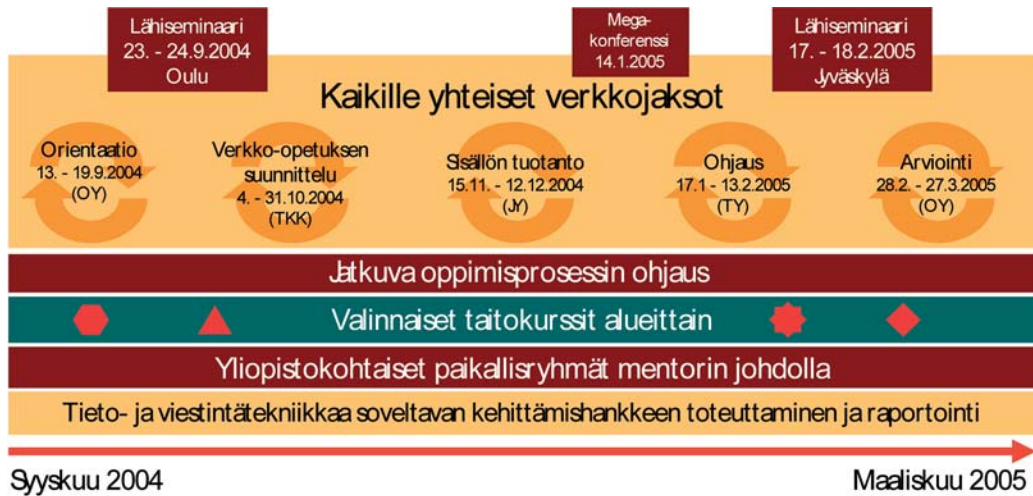 Lähiseminaari
23. - 24.9.2004
Oulu
Mega-
konferenssi
14.1.2005
Lähiseminaari
17. - 18.2.2005
Jyväskylä
Kaikille yhteiset verkkojaksot
Orientaatio
13. - 19.9.2004
(OY)
Verkko-opetuksen
suunnittelu
4. - 31.10.2004
(TKK)
Sisällön tuotanto
15.11. - 12.12.2004
(JY)
Ohjaus
17.1 - 13.2.2005
(TY)
Arviointi
28.2. - 27.3.2005
(OY)
Jatkuva oppimisprosessin ohjaus
Valinnaiset taitokurssit alueittain
Yliopistokohtaiset paikallisryhmät mentorin johdolla
Tieto- ja viestintätekniikkaa soveltavan kehittämishankkeen toteuttaminen ja raportointi
Syyskuu 2004
Maaliskuu 2005